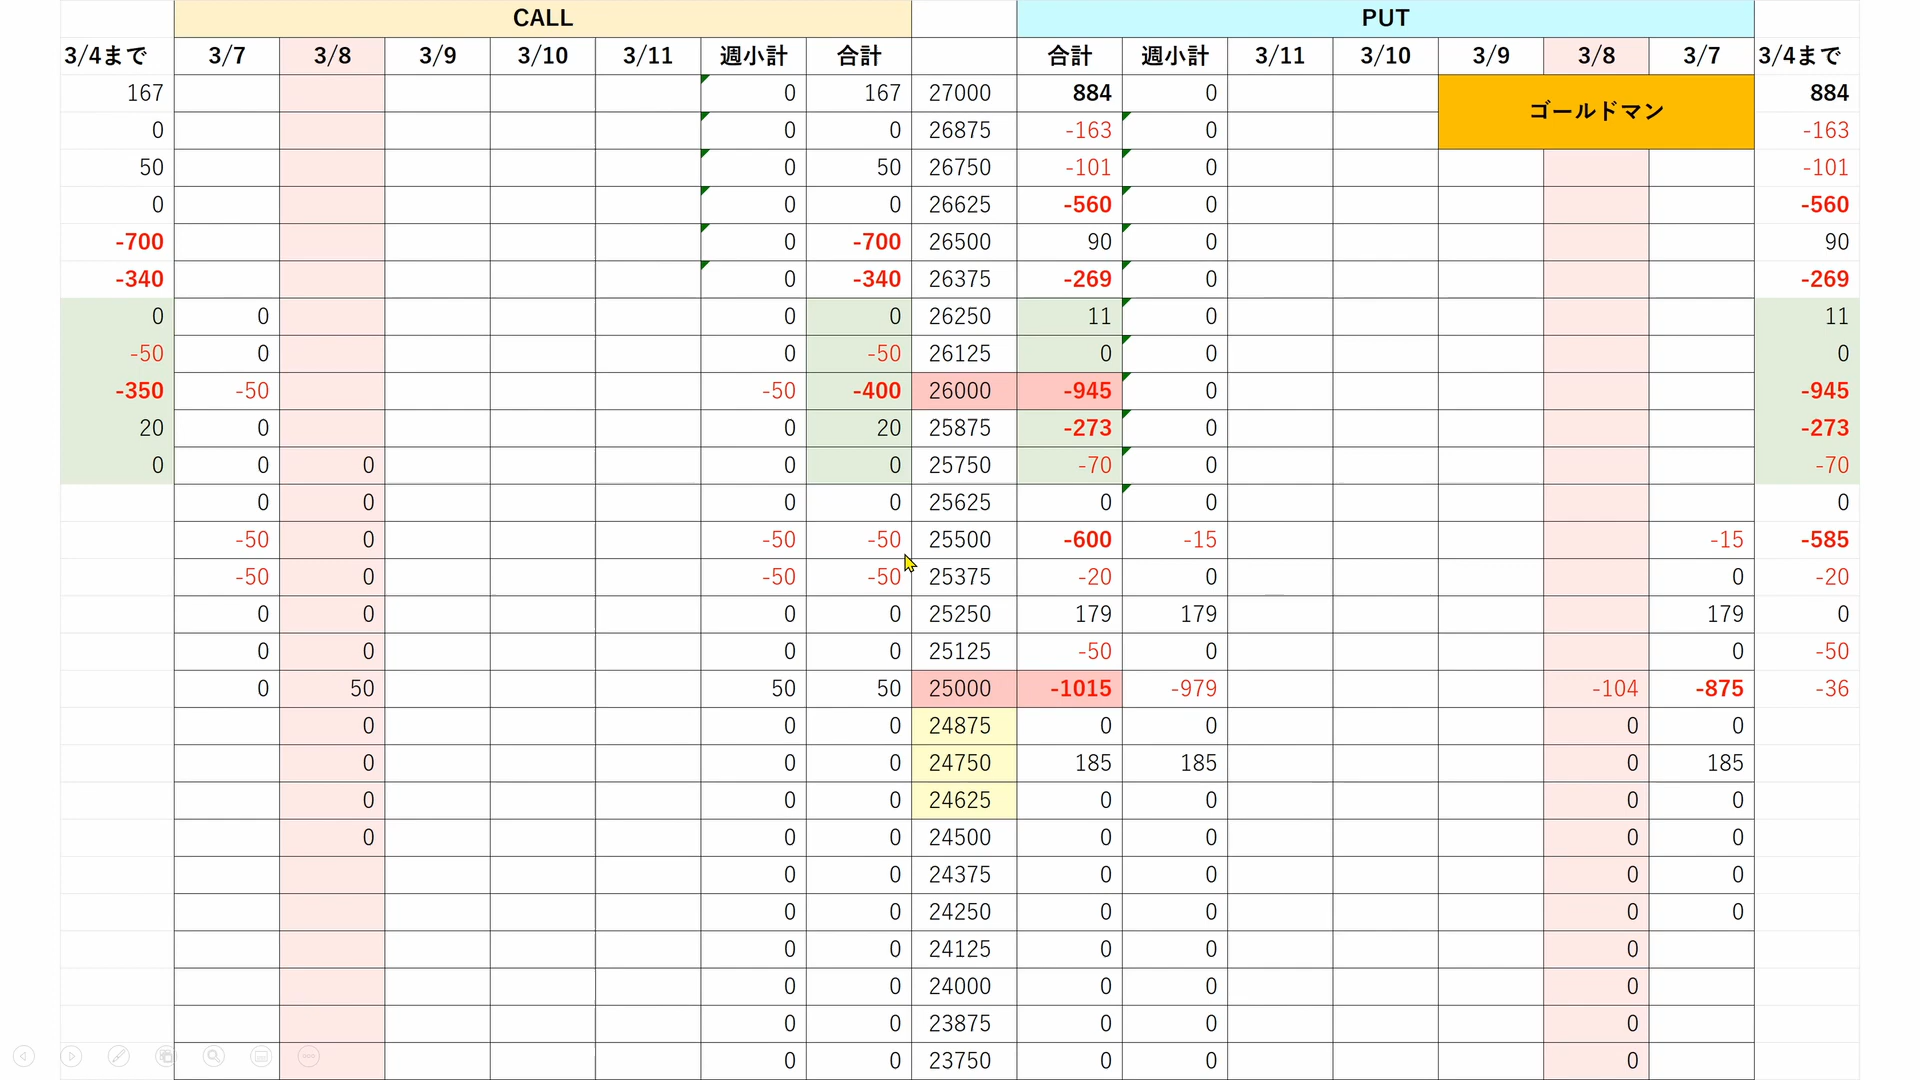 CALL PUT
3/4まで 3/7 3/8 3/9 3/10 3/11 週小計 合計 合計 週小計 3/11 3/10 3/9 3/8 3/7 3/4まで
167 0 167 27000 884 0 ゴールドマン 884
0 0 0 26875 -163 0 -163
50 0 50 26750 -101 0 -101
0 0 0 26625 -560 0 -560
-700 0 -700 26500 90 0 90
-340 0 -340 26375 -269 0 -269
0 0 0 0 26250 11 0 11
-50 0 0 -50 26125 0 0 0
-350 -50 -50 -400 26000 -945 0 -945
20 0 0 20 25875 -273 0 -273
0 0 0 0 0 25750 -70 0 -70
0 0 0 0 25625 0 0 0
-50 0 -50 -50 25500 -600 -15 -15 -585
-50 0 -50 -50 25375 -20 0 0 -20
0 0 0 0 25250 179 179 179 0
0 0 0 0 25125 -50 0 0 -50
0 50 50 50 25000 -1015 -979 -104 -875 -36
0 0 0 24875 0 0 0 0
0 0 0 24750 185 185 0 185
0 0 0 24625 0 0 0 0
0 0 0 24500 0 0 0 0
0 0 24375 0 0 0 0
0 0 24250 0 0 0 0
0 0 24125 0 0 0
0 0 24000 0 0 0
0 0 23875 0 0 0
0 0 23750 0 0 0